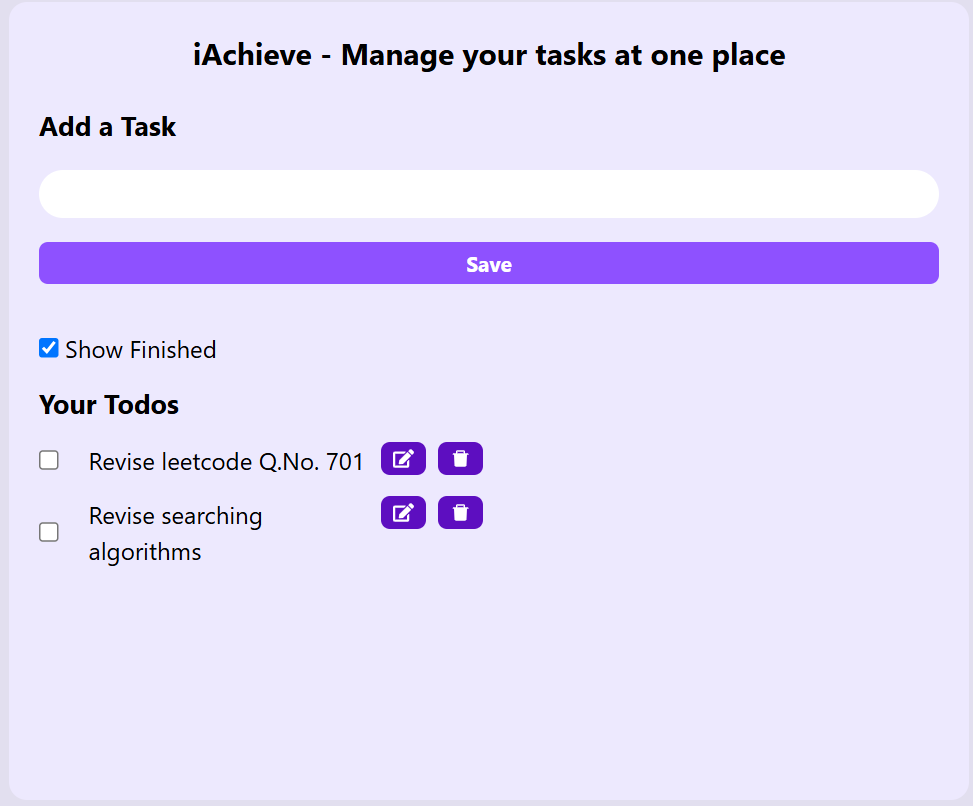 iAchieve - Manage your tasks at one place
Add a Task
Save
Show Finished
Your Todos
Revise leetcode Q.No. 701
Revise searching
algorithms